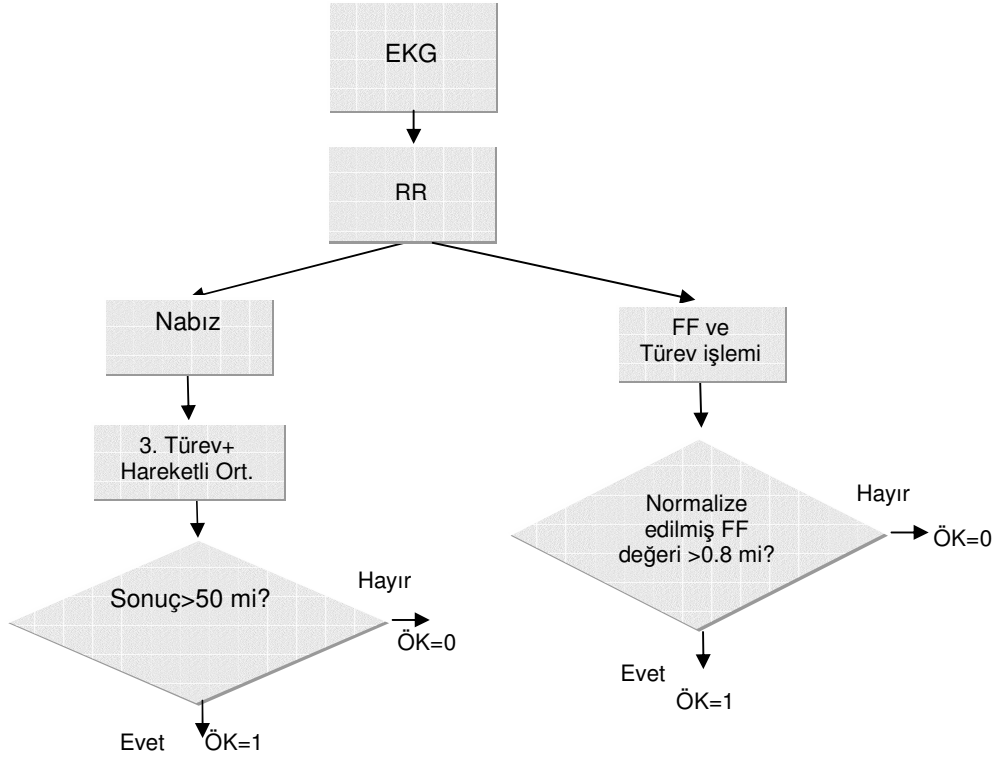 EKG
RR
Nabız
3. Türev+
Hareketli Ort.
Sonuç>50 mi?
Hayır
ÖK=0
Evet
ÖK=1
FF ve
Türev işlemi
Normalize
edilmiş FF
değeri >0.8 mi?
Hayır
ÖK=0
Evet
ÖK=1